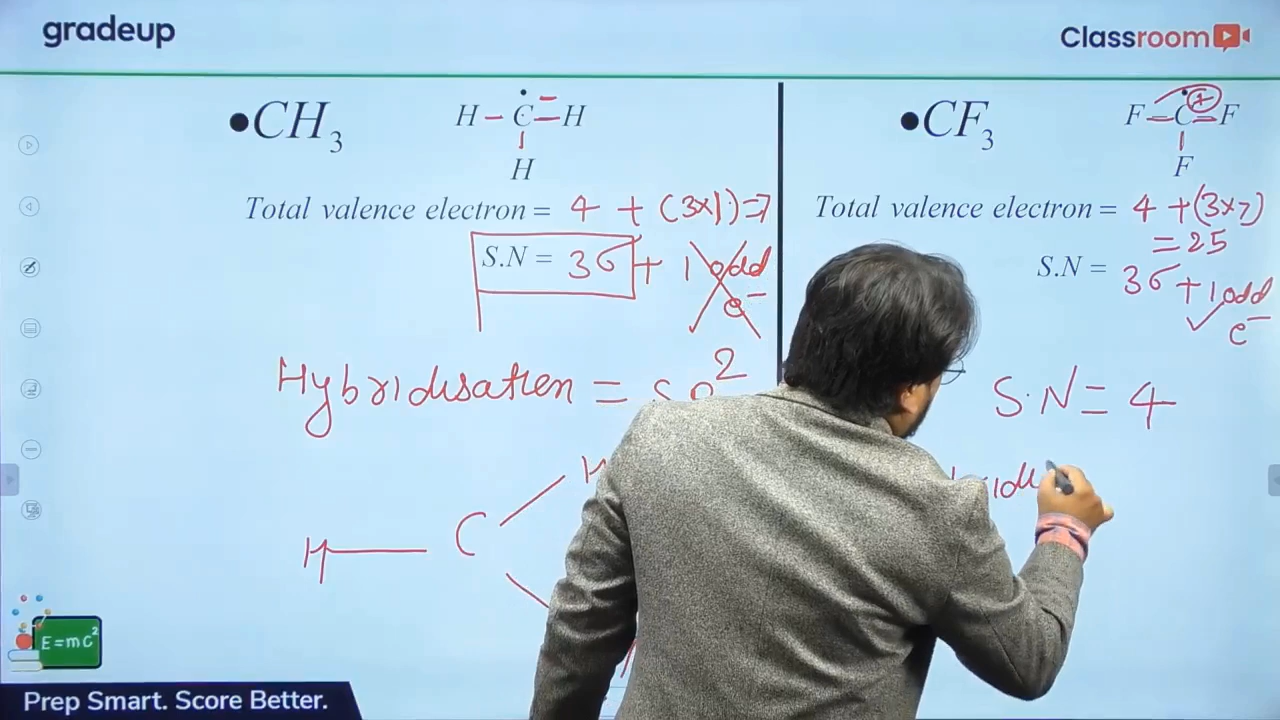 gradeup
Classroom
•CH3
H - C = H
H
Total valence electron = 4 + (3×1) = 7
S.N = 3σ + 1 odd e−
Hybridisation = sp2
H
H — C
•CF3
F C F
F
Total valence electron = 4 + (3×7)
= 25
S.N = 3σ + 1 odd
e−
S.N = 4
E=mc2
Prep Smart. Score Better.